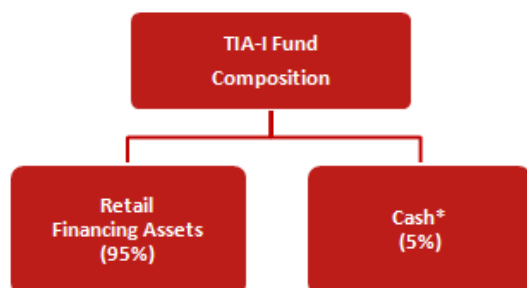 TIA-I Fund
Composition
Retail
Financing Assets
(95%)
Cash*
(5%)